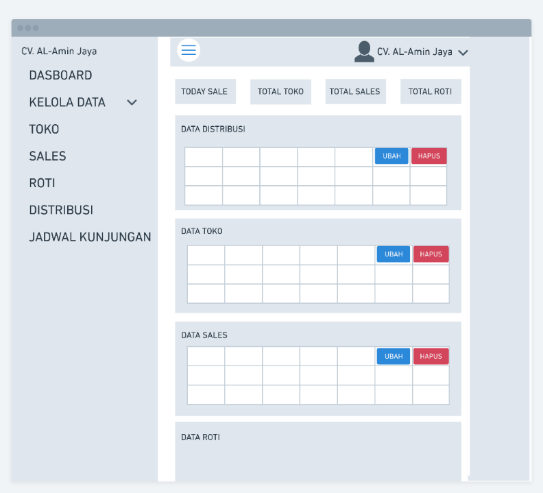 CV. AL-Amin Jaya
DASBOARD
KELOLA DATA
TOKO
SALES
ROTI
DISTRIBUSI
JADWAL KUNJUNGAN
CV. AL-Amin Jaya
TODAY SALE
TOTAL TOKO
TOTAL SALES
TOTAL ROTI
DATA DISTRIBUSI
UBAH HAPUS
DATA TOKO
UBAH HAPUS
DATA SALES
UBAH HAPUS
DATA ROTI